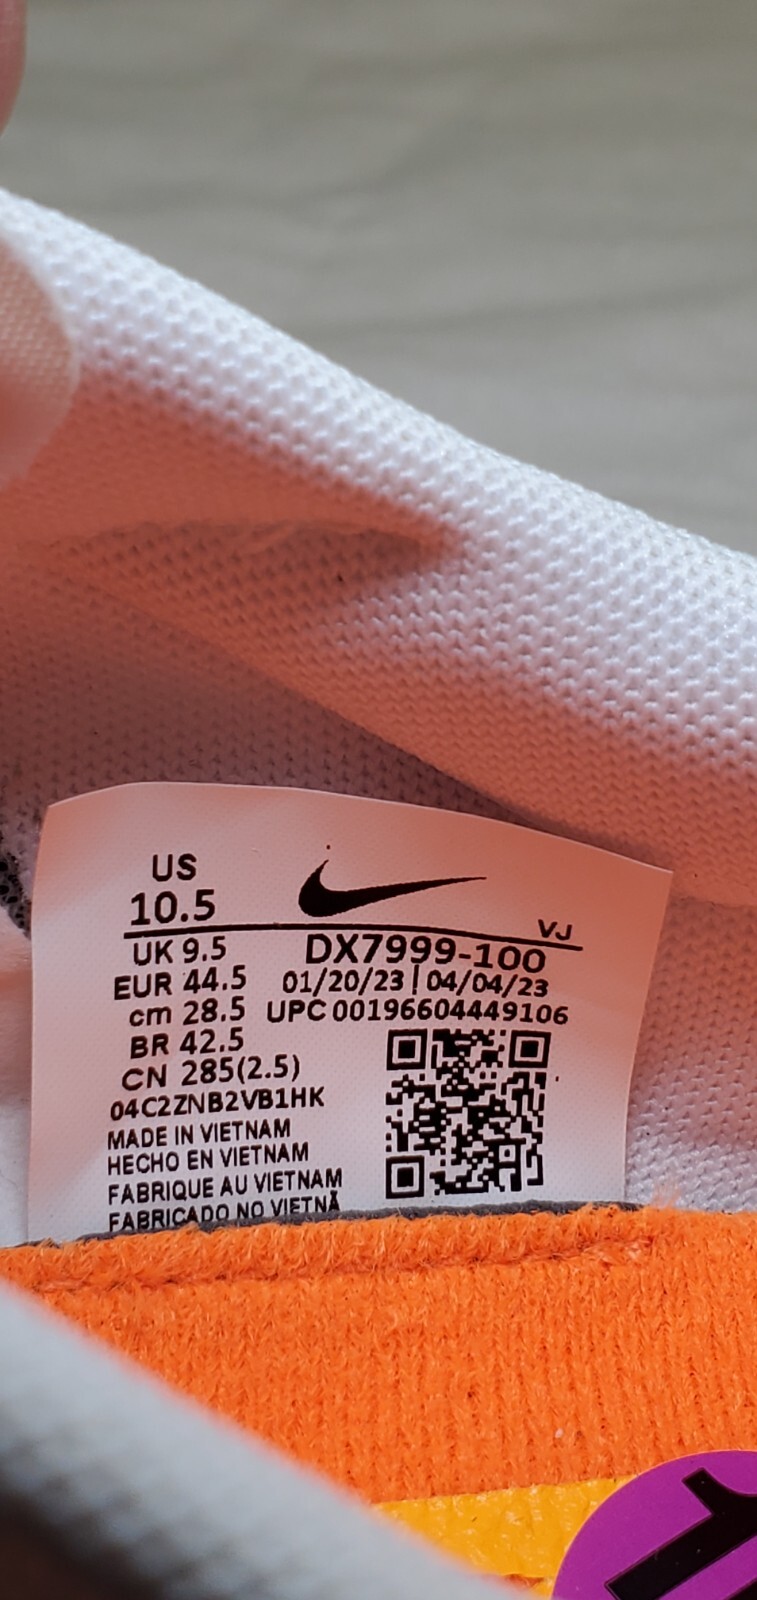 US
10.5
VJ
UK 9.5 DX7999-100
EUR 44.5 01/20/23 | 04/04/23
cm 28.5 UPC 00196604449106
BR 42.5
CN 285(2.5)
04C2ZNB2VB1HK
MADE IN VIETNAM
HECHO EN VIETNAM
FABRIQUE AU VIETNAM
FABRICADO NO VIETNÃ